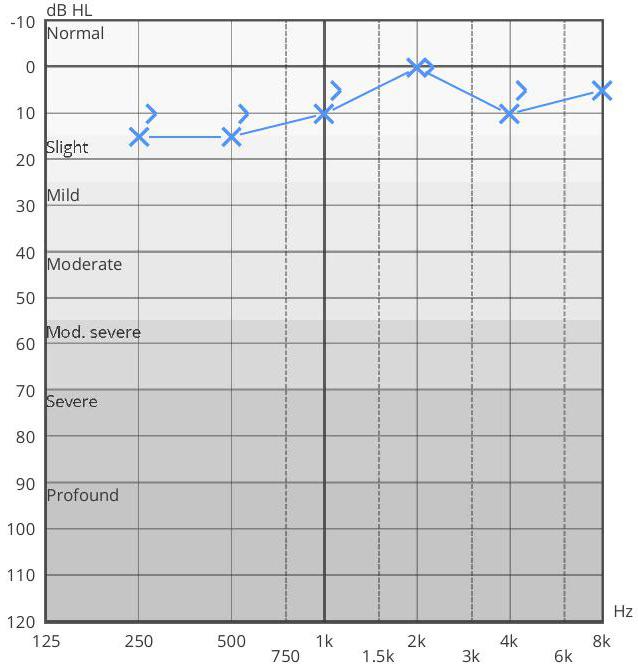 dB HL
-10
Normal
0
10
Slight
20
Mild
30
40
Moderate
50
Mod. severe
60
70
Severe
80
90
Profound
100
110
120
Hz
125 250 500 1k 2k 4k 8k
750 1.5k 3k 6k